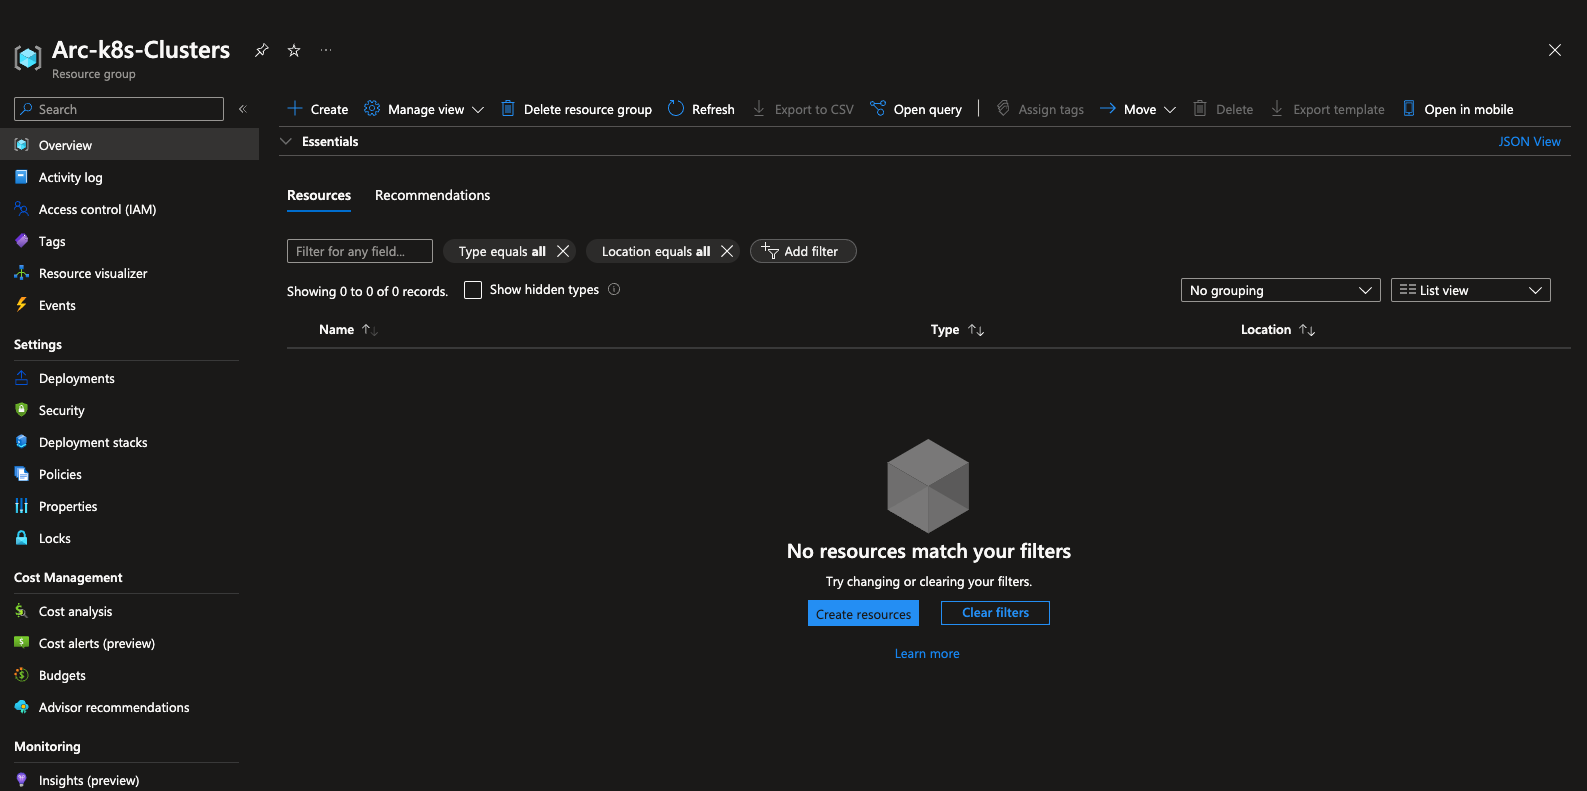 Arc-k8s-Clusters
Resource group
Search
Create
Manage view
Delete resource group
Refresh
Export to CSV
Open query
Assign tags
Move
Delete
Export template
Open in mobile
Overview
Activity log
Access control (IAM)
Tags
Resource visualizer
Events
Settings
Deployments
Security
Deployment stacks
Policies
Properties
Locks
Cost Management
Cost analysis
Cost alerts (preview)
Budgets
Advisor recommendations
Monitoring
Insights (preview)
Essentials
JSON View
Resources
Recommendations
Filter for any field...
Type equals all
Location equals all
Add filter
Showing 0 to 0 of 0 records.
Show hidden types
No grouping
List view
Name
Type
Location
No resources match your filters
Try changing or clearing your filters.
Create resources
Clear filters
Learn more